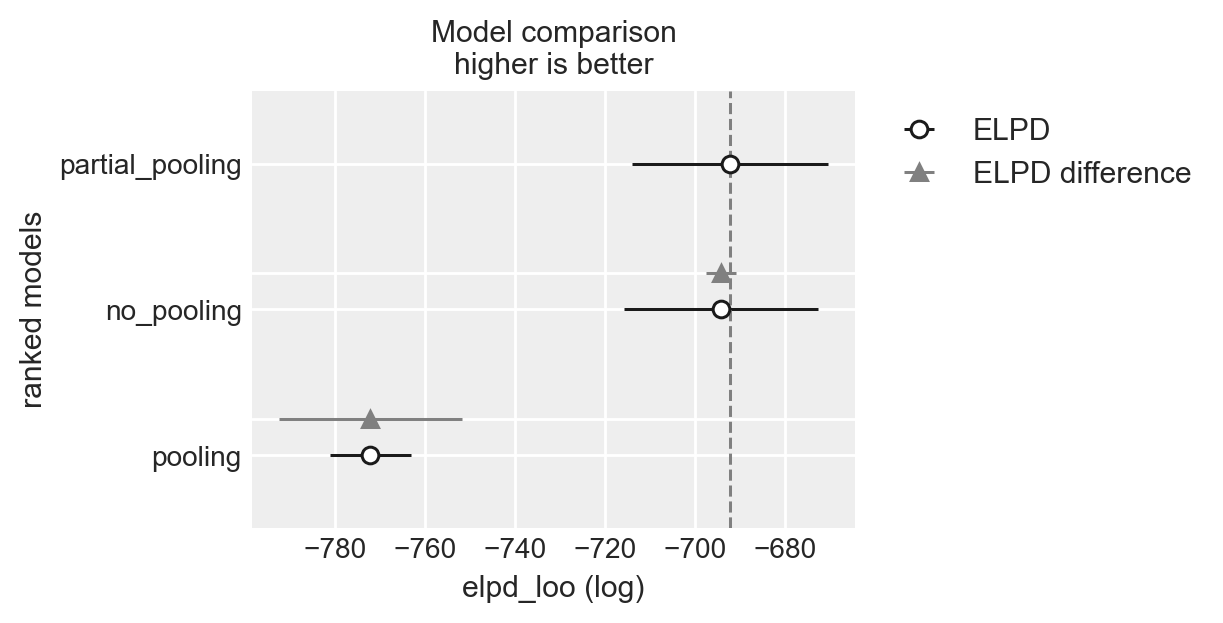 Model comparison
higher is better
ELPD
ELPD difference
ranked models
partial_pooling
no_pooling
pooling
−780 −760 −740 −720 −700 −680
elpd_loo (log)